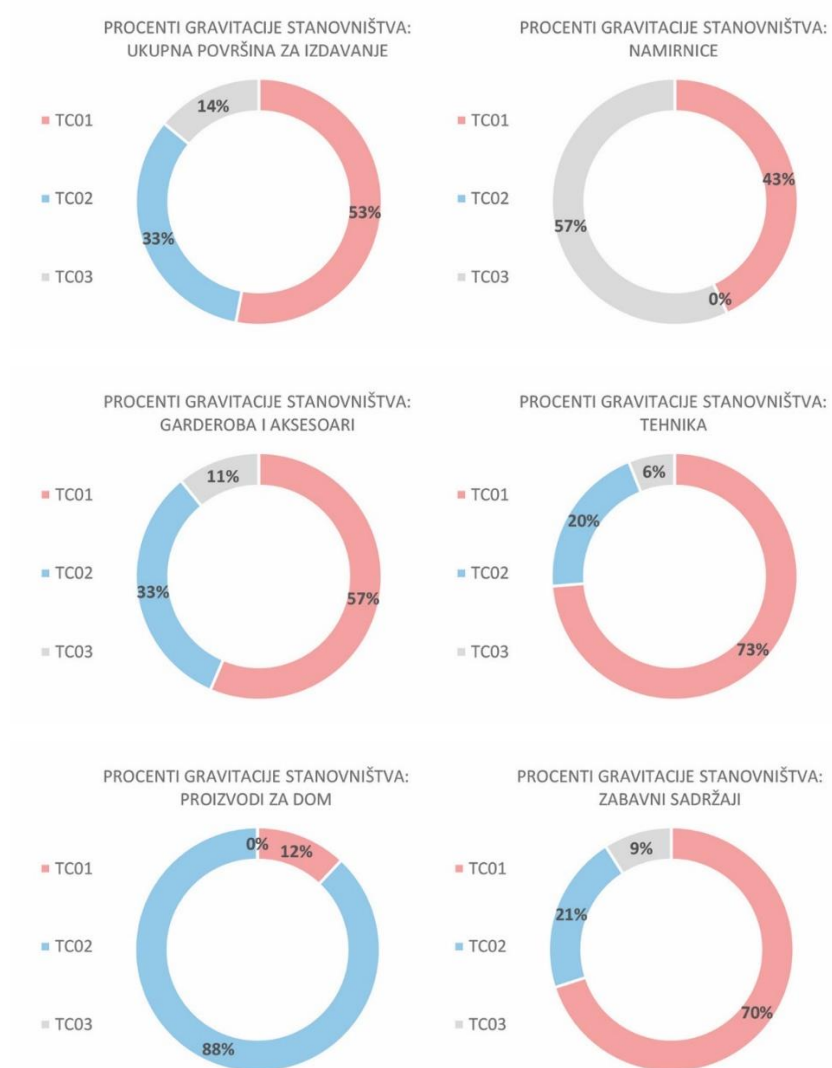 PROCENTI GRAVITACIJE STANOVNIŠTVA:
UKUPNA POVRŠINA ZA IZDAVANJE
TC01
TC02
TC03
14%
33%
53%
PROCENTI GRAVITACIJE STANOVNIŠTVA:
NAMIRNICE
TC01
TC02
TC03
43%
57%
0%
PROCENTI GRAVITACIJE STANOVNIŠTVA:
GARDEROBA I AKSESOARI
TC01
TC02
TC03
11%
33%
57%
PROCENTI GRAVITACIJE STANOVNIŠTVA:
TEHNIKA
TC01
TC02
TC03
6%
20%
73%
PROCENTI GRAVITACIJE STANOVNIŠTVA:
PROIZVODI ZA DOM
TC01
TC02
TC03
0%
12%
88%
PROCENTI GRAVITACIJE STANOVNIŠTVA:
ZABAVNI SADRŽAJI
TC01
TC02
TC03
9%
21%
70%